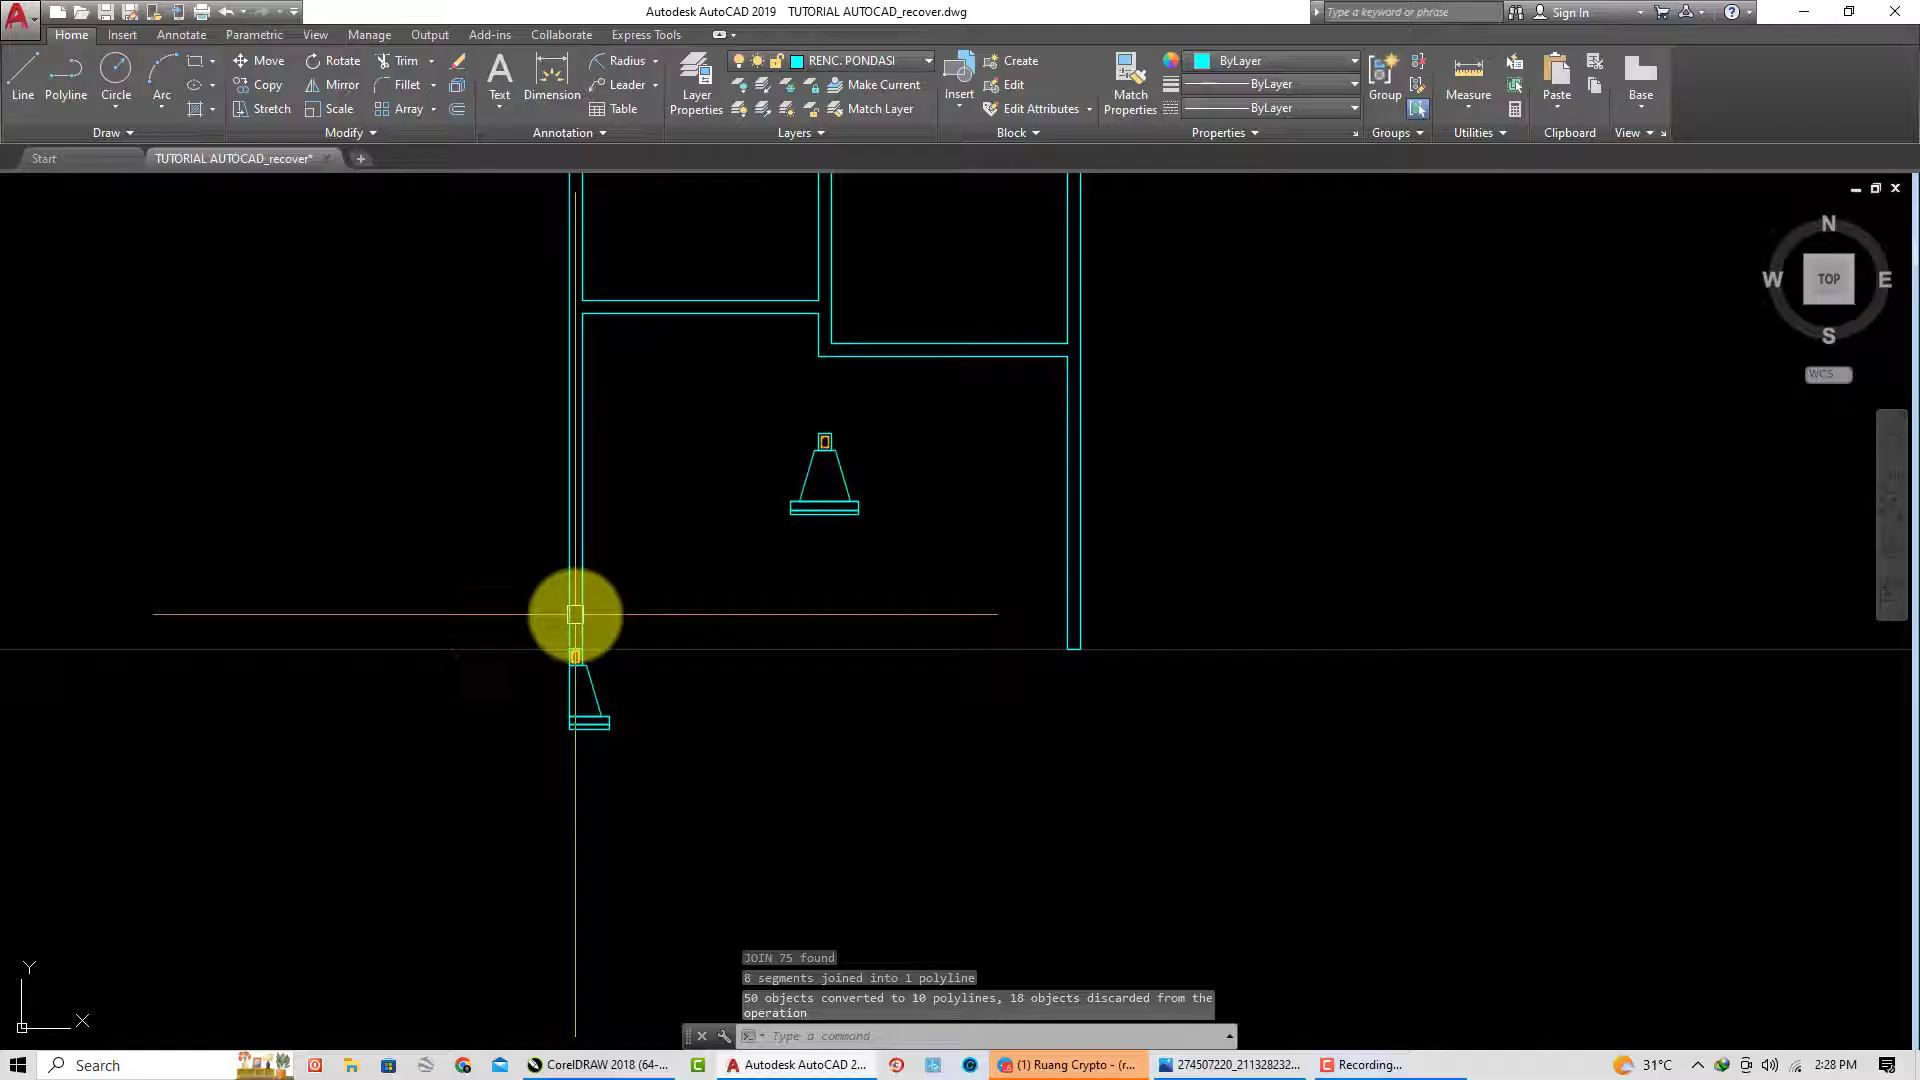 Autodesk AutoCAD 2019 TUTORIAL AUTOCAD_recover.dwg
Type a keyword or phrase
Sign In
Home Insert Annotate Parametric View Manage Output Add-ins Collaborate Express Tools
Line
Polyline
Circle
Arc
Draw
Move Rotate Trim
Copy Mirror Fillet
Stretch Scale Array
Modify
Text
Dimension
Radius
Leader
Table
Annotation
Layer
Properties
RENC. PONDASI
Make Current
Match Layer
Layers
Insert
Create
Edit
Edit Attributes
Block
Match
Properties
ByLayer
ByLayer
ByLayer
Properties
Group
Groups
Measure
Utilities
Paste
Clipboard
Base
View
Start
TUTORIAL AUTOCAD_recover*
N
W
TOP
E
S
WCS
Y
X
JOIN 75 found
8 segments joined into 1 polyline
50 objects converted to 10 polylines, 18 objects discarded from the
operation
Type a command
Search
CorelDRAW 2018 (64-...
Autodesk AutoCAD 2...
(1) Ruang Crypto - (r...
274507220_211328232...
Recording...
31°C
2:28 PM